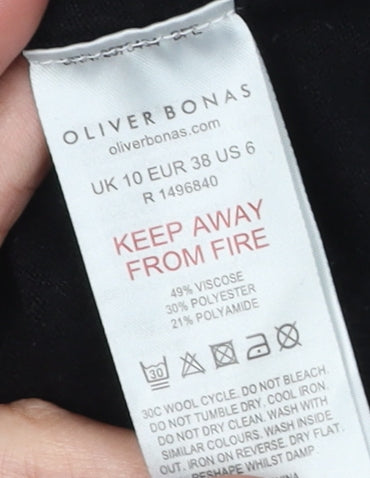 OLIVER BONAS
oliverbonas.com
UK 10 EUR 38 US 6
R 1496840
KEEP AWAY
FROM FIRE
49% VISCOSE
30% POLYESTER
21% POLYAMIDE
30
30C WOOL CYCLE. DO NOT BLEACH.
DO NOT TUMBLE DRY. COOL IRON.
DO NOT DRY CLEAN. WASH WITH
SIMILAR COLOURS. WASH INSIDE
OUT. IRON ON REVERSE. DRY FLAT.
RESHAPE WHILST DAMP